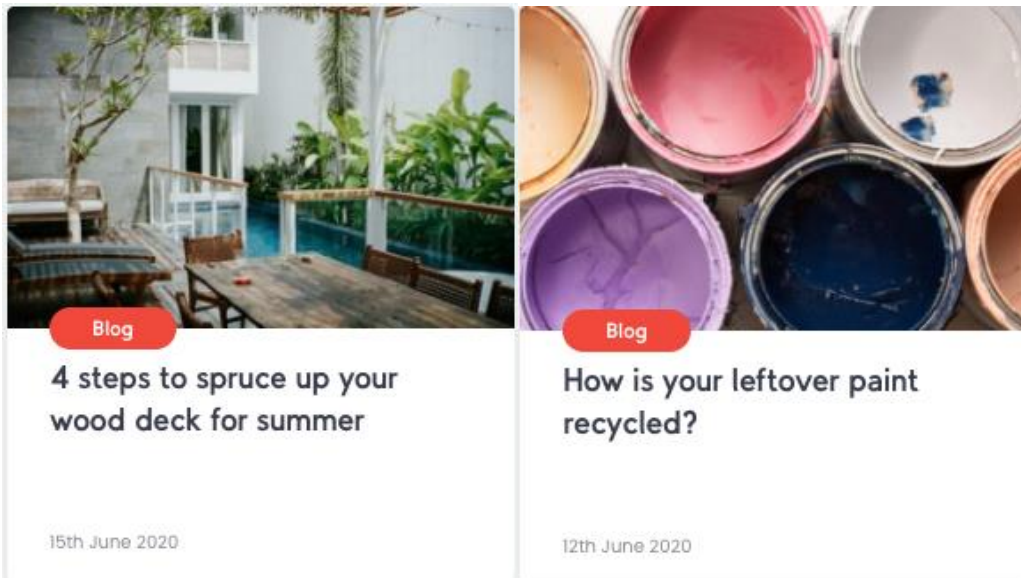 Blog
4 steps to spruce up your
wood deck for summer
15th June 2020
Blog
How is your leftover paint
recycled?
12th June 2020